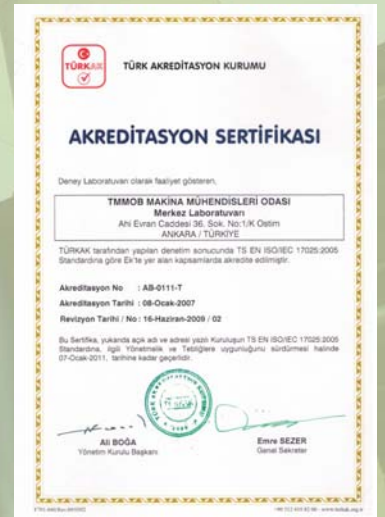 TÜRKAK
TÜRK AKREDİTASYON KURUMU
AKREDİTASYON SERTİFİKASI
Deney Laboratuvarı olarak faaliyet gösteren,
TMMOB MAKİNA MÜHENDİSLERİ ODASI
Merkez Laboratuvarı
Ahi Evran Caddesi 36. Sok. No:1/K Ostim
ANKARA / TÜRKİYE
TÜRKAK tarafından yapılan denetim sonucunda TS EN ISO/IEC 17025:2005
Standardına göre Ek'te yer alan kapsamlarda akredite edilmiştir.
Akreditasyon No : AB-0111-T
Akreditasyon Tarihi : 08-Ocak-2007
Revizyon Tarihi / No : 16-Haziran-2009 / 02
Bu Sertifika, yukarıda açık adı ve adresi yazılı Kuruluşun TS EN ISO/IEC 17025:2005
Standardına, ilgili Yönetmelik ve Tebliğlere uygunluğunu sürdürmesi halinde
07-Ocak-2011, tarihine kadar geçerlidir.
Ali BOĞA
Yönetim Kurulu Başkanı
Emre SEZER
Genel Sekreter